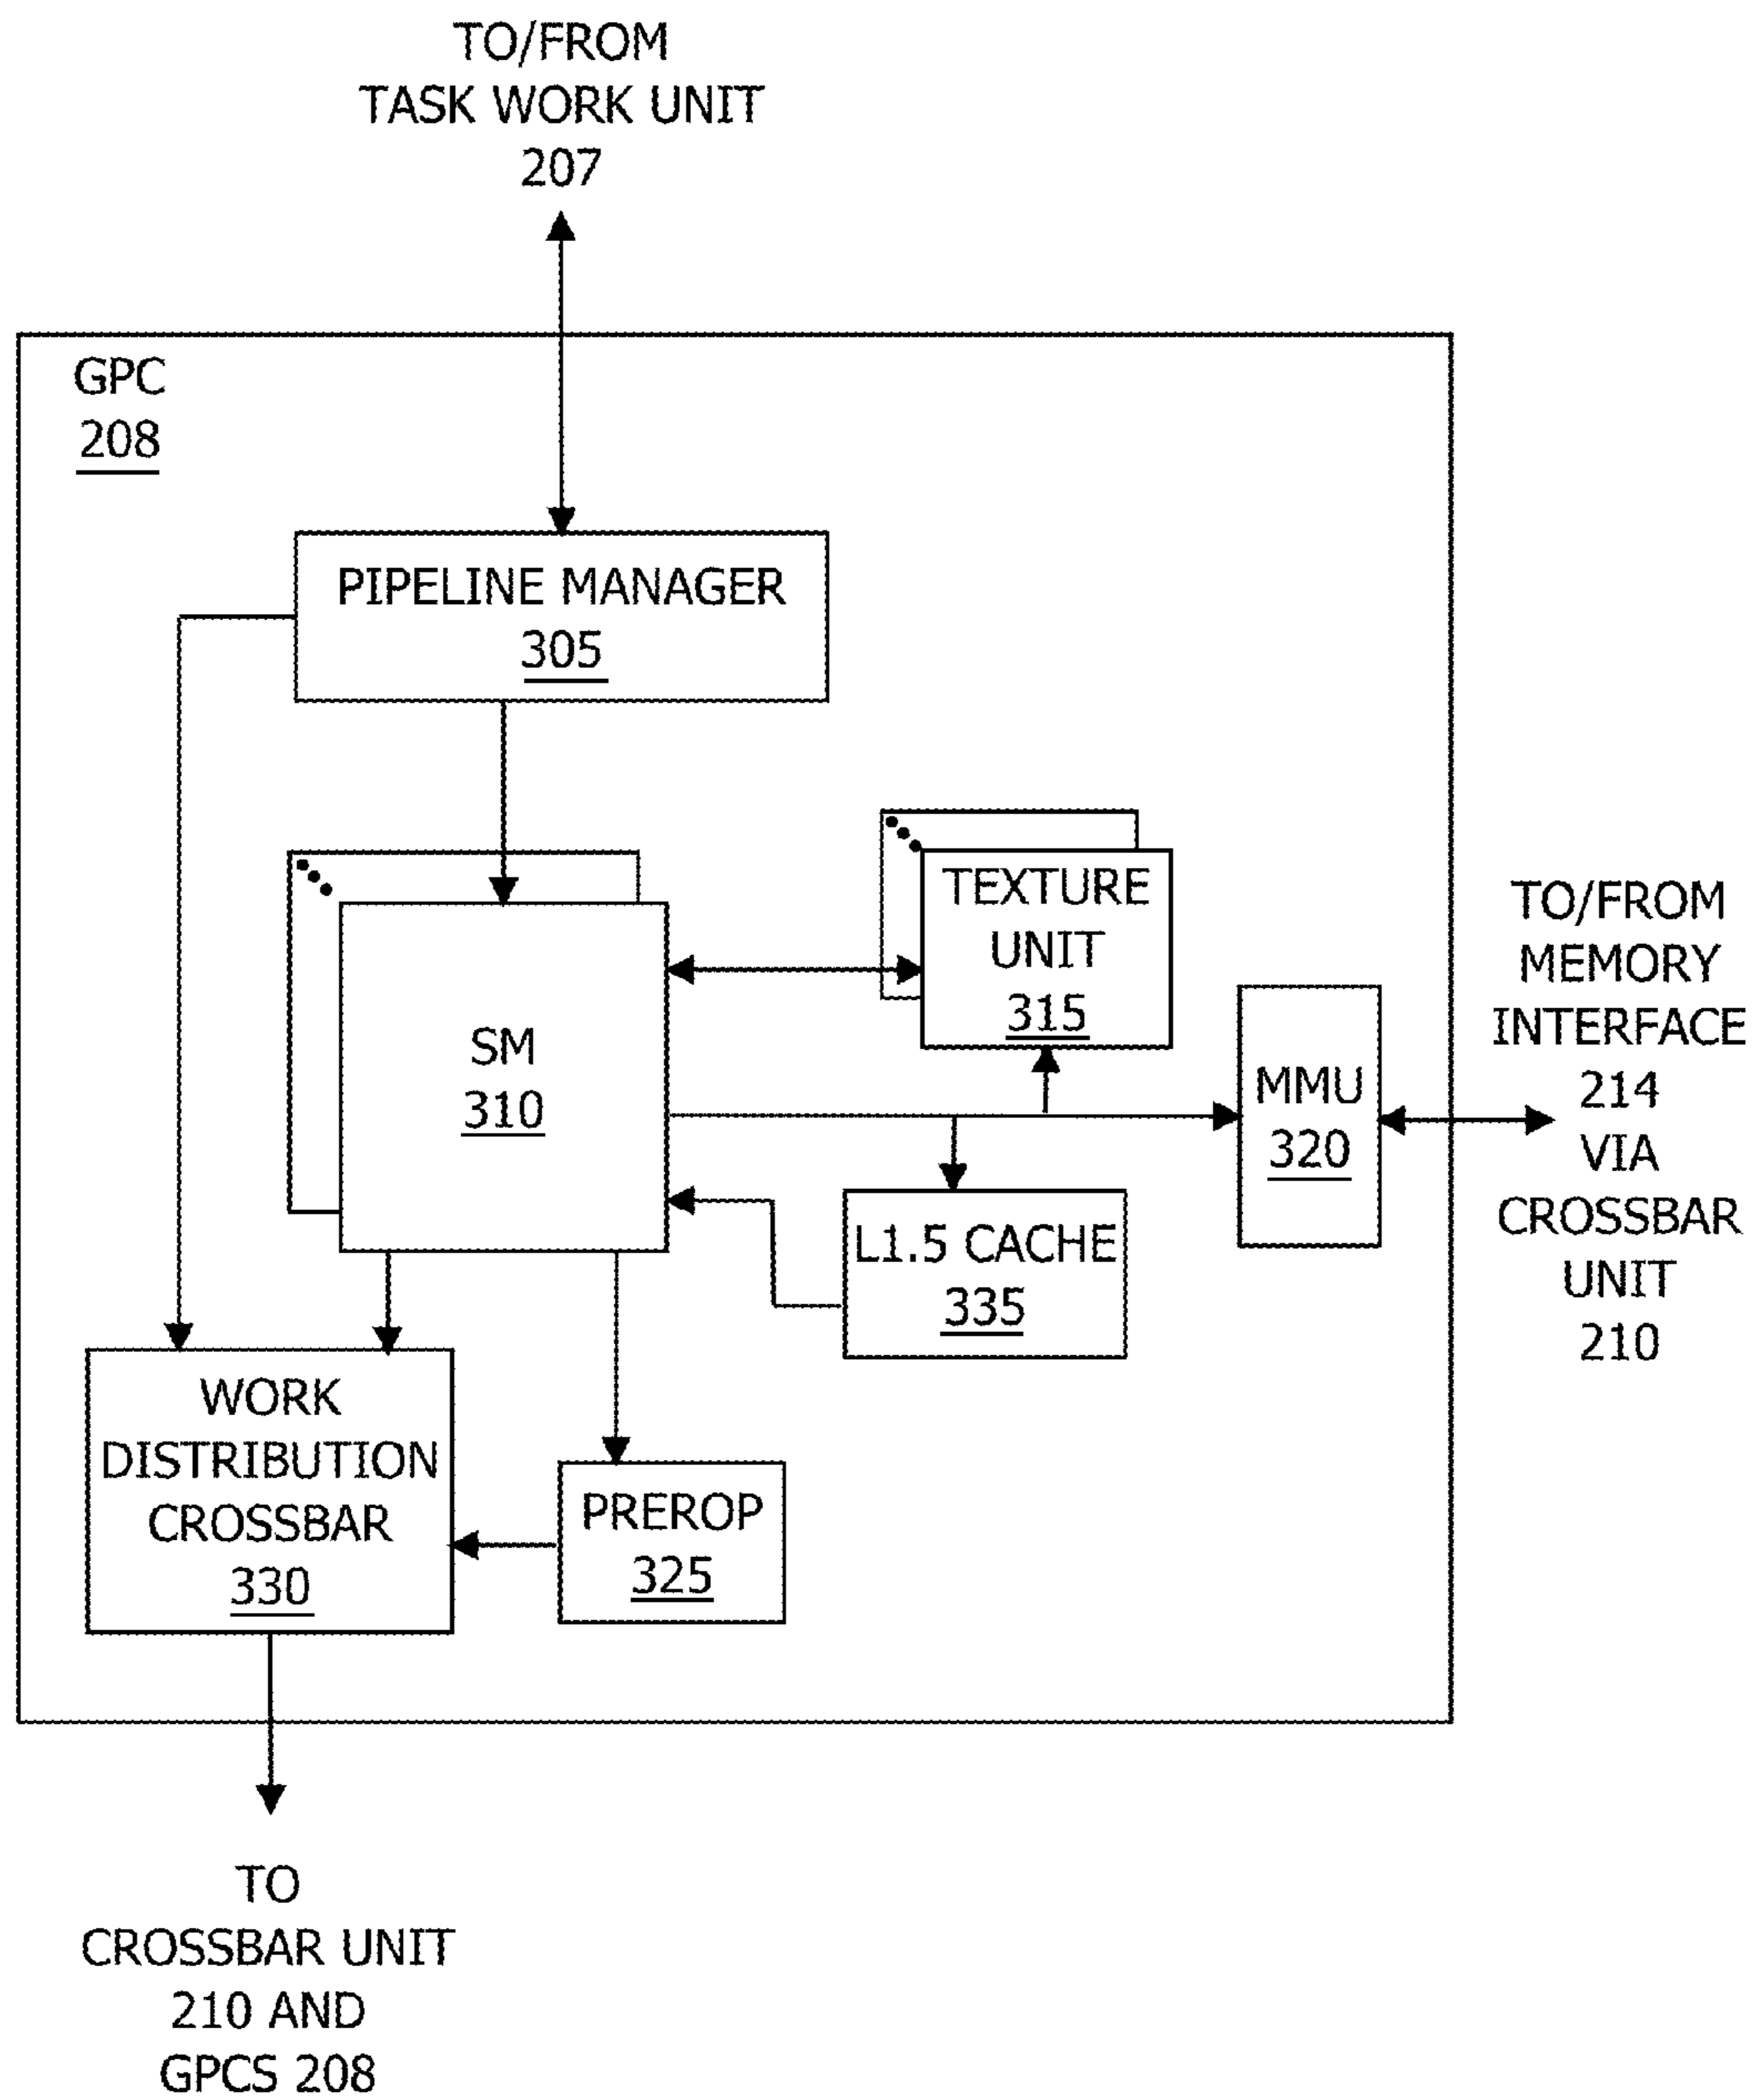 TO/FROM
TASK WORK UNIT
207
GPC
208
PIPELINE MANAGER
305
TEXTURE
UNIT
315
SM
310
MMU
320
TO/FROM
MEMORY
INTERFACE
214
VIA
CROSSBAR
UNIT
210
L1.5 CACHE
335
WORK
DISTRIBUTION
CROSSBAR
330
PREROP
325
TO
CROSSBAR UNIT
210 AND
GPCS 208